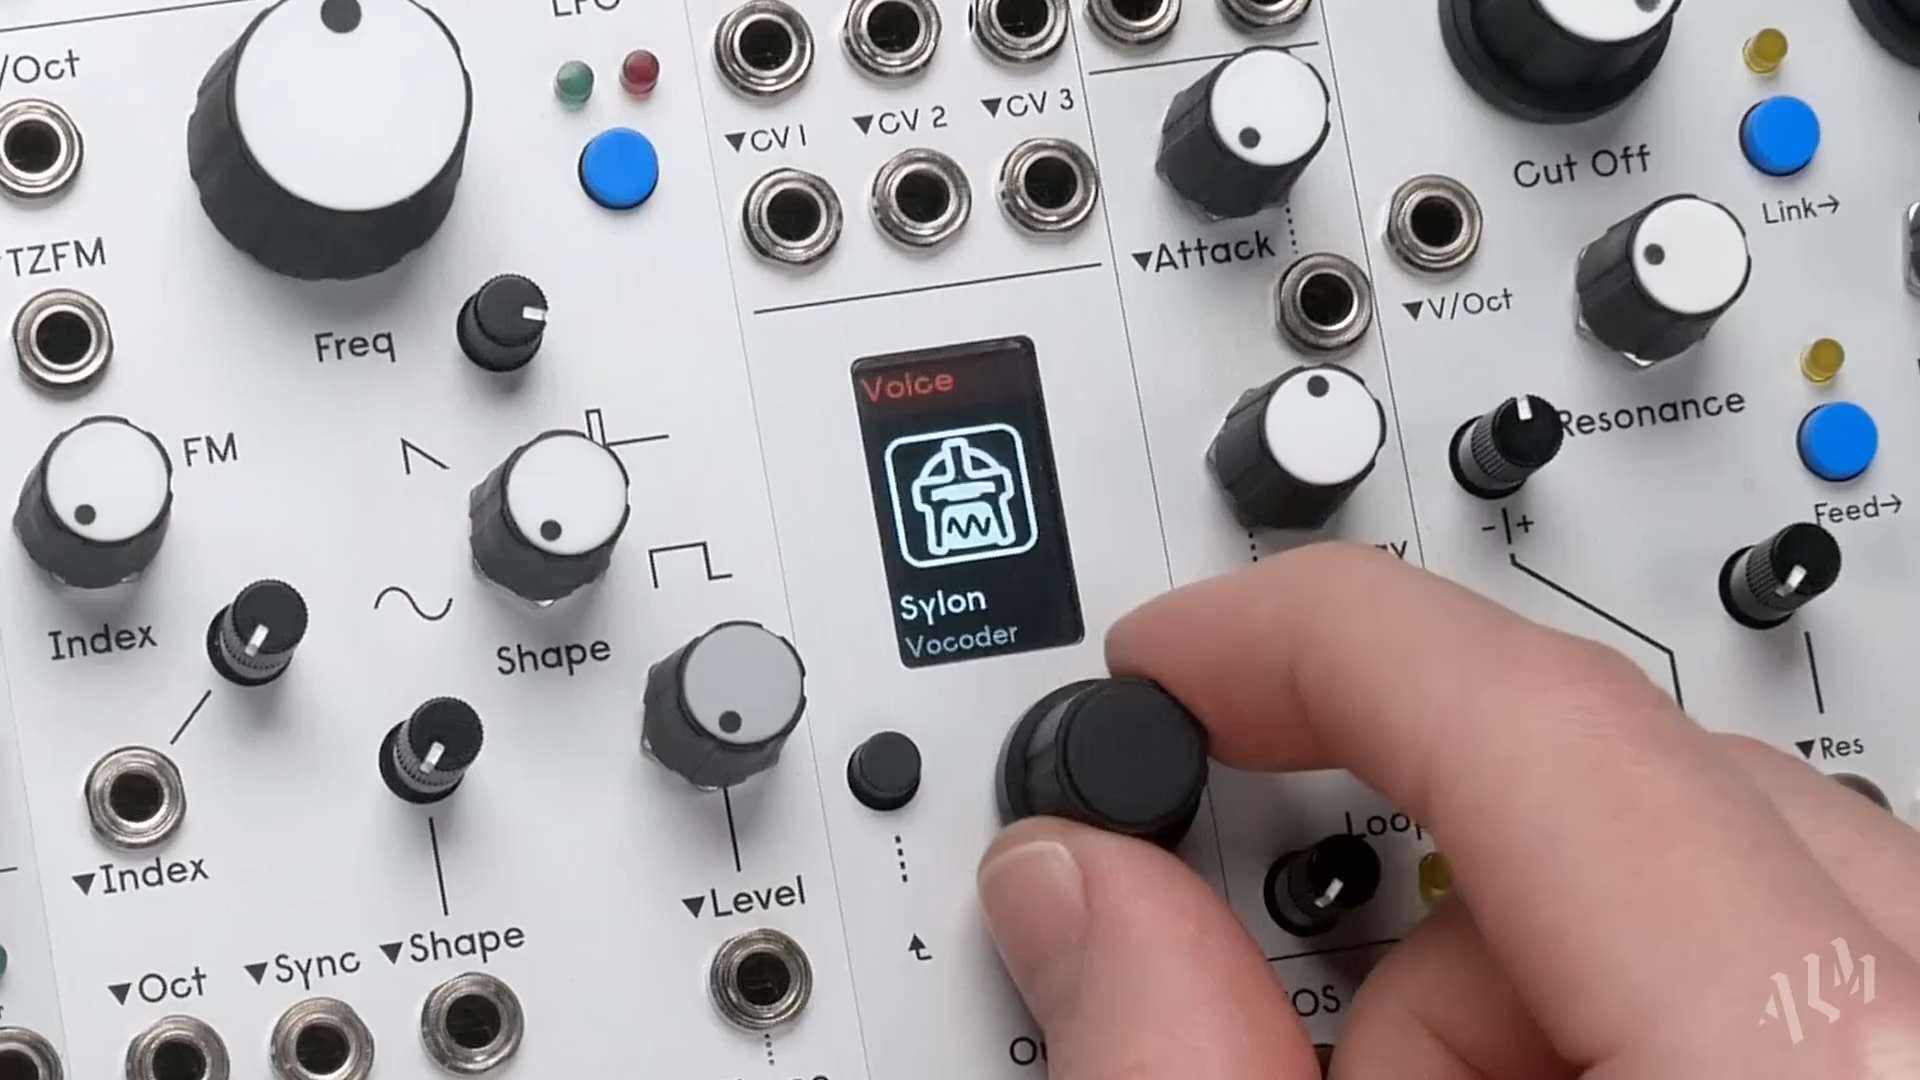 /Oct
TZFM
Freq
FM
Index
▼Index
Shape
▼Oct
▼Sync
▼Shape
▼Level
▼CV 1
▼CV 2
▼CV 3
Voice
Sylon
Vocoder
▼Attack
Cut Off
Link→
▼V/Oct
Resonance
-|+
Feed→
▼Res
ALM